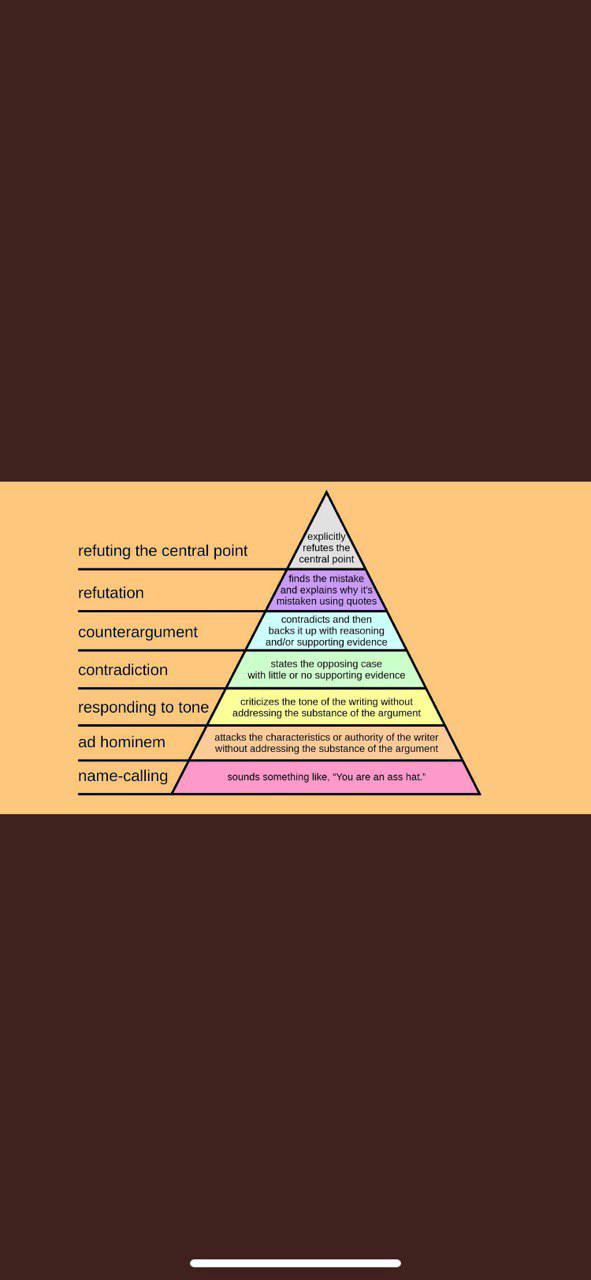 explicitly
refutes the
central point
refuting the central point
finds the mistake
and explains why it's
mistaken using quotes
refutation
contradicts and then
backs it up with reasoning
and/or supporting evidence
counterargument
states the opposing case
with little or no supporting evidence
contradiction
criticizes the tone of the writing without
addressing the substance of the argument
responding to tone
attacks the characteristics or authority of the writer
without addressing the substance of the argument
ad hominem
sounds something like, “You are an ass hat.”
name-calling